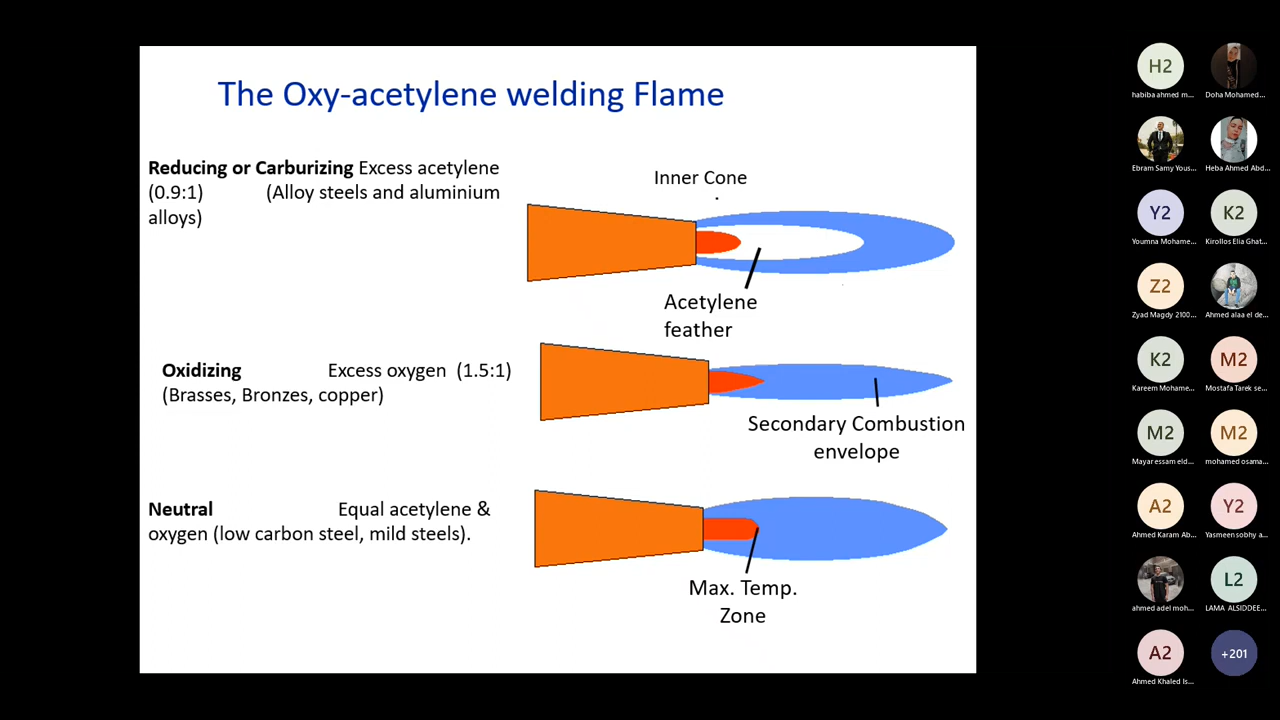 The Oxy-acetylene welding Flame
Reducing or Carburizing Excess acetylene
(0.9:1) (Alloy steels and aluminium
alloys)
Inner Cone
Acetylene
feather
Oxidizing Excess oxygen (1.5:1)
(Brasses, Bronzes, copper)
Secondary Combustion
envelope
Neutral Equal acetylene &
oxygen (low carbon steel, mild steels).
Max. Temp.
Zone
H2
habiba ahmed m...
Doha Mohamed...
Ebram Samy Yous...
Heba Ahmed Abd...
Y2
Youmna Mohame...
K2
Kirollos Elia Ghat...
Z2
Zyad Magdy 2100...
Ahmed alaa el de...
K2
Kareem Mohame...
M2
Mostafa Tarek se...
M2
Mayar essam eld...
M2
mohamed osama...
A2
Ahmed Karam Ab...
Y2
Yasmeen sobhy a...
ahmed adel moh...
L2
LAMA ALSIDDEE...
A2
Ahmed Khaled Is...
+201